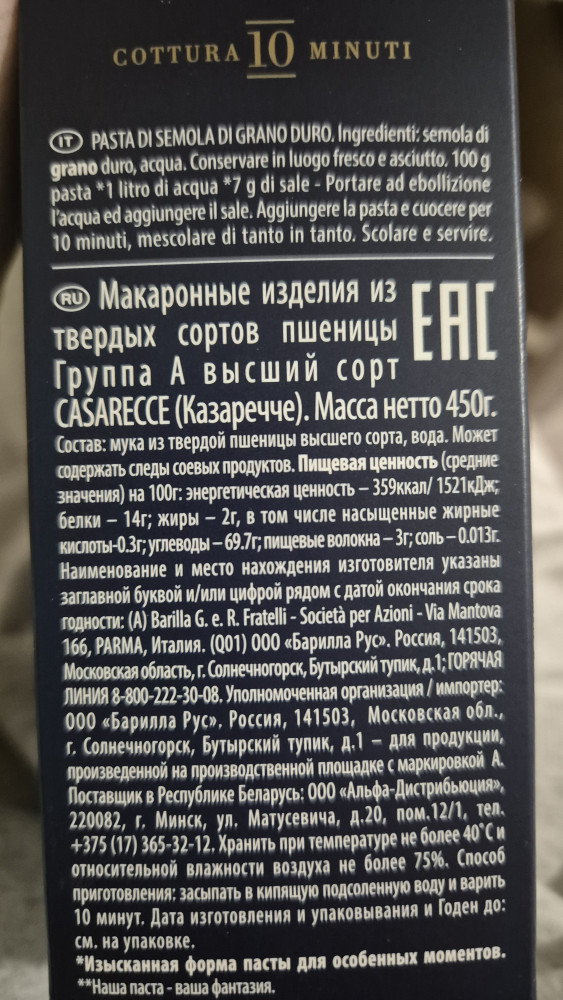 COTTURA 10 MINUTI
IT PASTA DI SEMOLA DI GRANO DURO. Ingredienti: semola di
grano duro, acqua. Conservare in luogo fresco e asciutto. 100 g
pasta *1 litro di acqua *7 g di sale - Portare ad ebollizione
l'acqua ed aggiungere il sale. Aggiungere la pasta e cuocere per
10 minuti, mescolare di tanto in tanto. Scolare e servire.
RU Макаронные изделия из
твердых сортов пшеницы
Группа А высший сорт
EAC
CASARECCE (Казаречче). Масса нетто 450г.
Состав: мука из твердой пшеницы высшего сорта, вода. Может
содержать следы соевых продуктов. Пищевая ценность (средние
значения) на 100г: энергетическая ценность – 359ккал/ 1521кДж;
белки – 14г; жиры – 2г, в том числе насыщенные жирные
кислоты-0.3г; углеводы – 69.7г; пищевые волокна – 3г; соль – 0.013г.
Наименование и место нахождения изготовителя указаны
заглавной буквой и/или цифрой рядом с датой окончания срока
годности: (A) Barilla G. e. R. Fratelli - Società per Azioni - Via Mantova
166, PARMA, Италия. (Q01) ООО «Барилла Рус». Россия, 141503,
Московская область, г. Солнечногорск, Бутырский тупик, д.1; ГОРЯЧАЯ
ЛИНИЯ 8-800-222-30-08. Уполномоченная организация / импортер:
ООО «Барилла Рус». Россия, 141503, Московская обл.,
г. Солнечногорск, Бутырский тупик, д.1 – для продукции,
произведенной на производственной площадке с маркировкой А.
Поставщик в Республике Беларусь: ООО «Альфа-Дистрибьюция»,
220082, г. Минск, ул. Матусевича, д.20, пом.12/1, тел.
+375 (17) 365-32-12. Хранить при температуре не более 40˚С и
относительной влажности воздуха не более 75%. Способ
приготовления: засыпать в кипящую подсоленную воду и варить
10 минут. Дата изготовления и упаковывания и Годен до:
см. на упаковке.
*Изысканная форма пасты для особенных моментов.
**Наша паста - ваша фантазия.